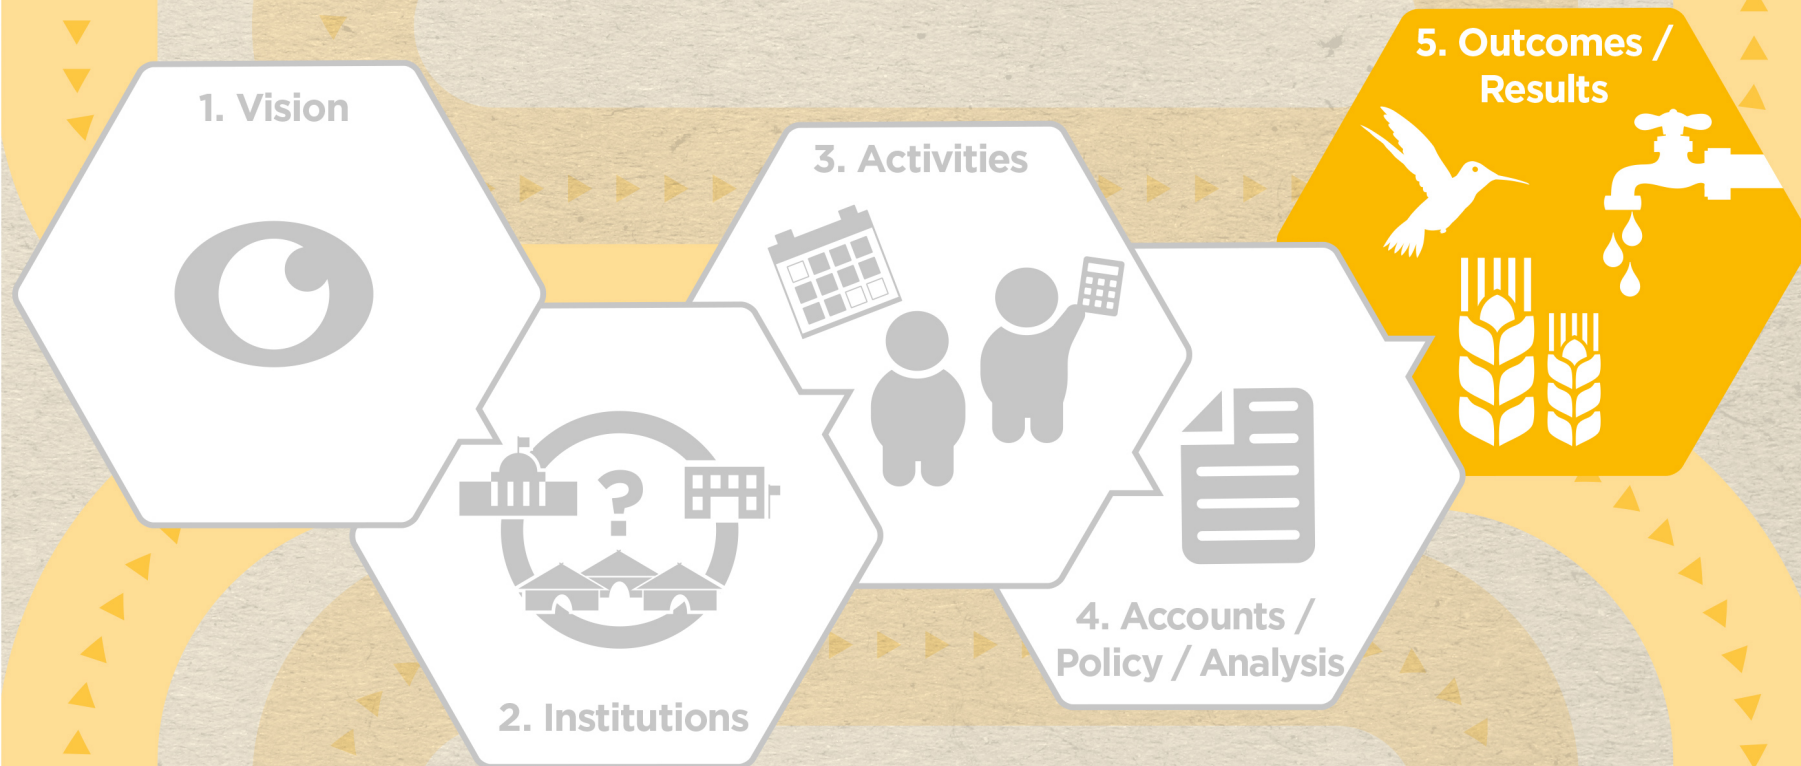 1. Vision
2. Institutions
?
3. Activities
4. Accounts /
Policy / Analysis
5. Outcomes /
Results